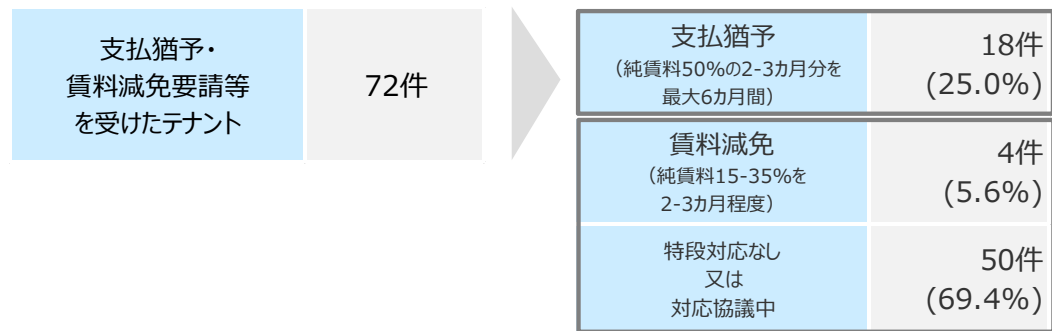 支払猶予・
賃料減免要請等
を受けたテナント
72件
支払猶予
（純賃料50%の2-3カ月分を
最大6カ月間）
18件
(25.0%)
賃料減免
（純賃料15-35%を
2-3カ月程度）
4件
(5.6%)
特段対応なし
又は
対応協議中
50件
(69.4%)